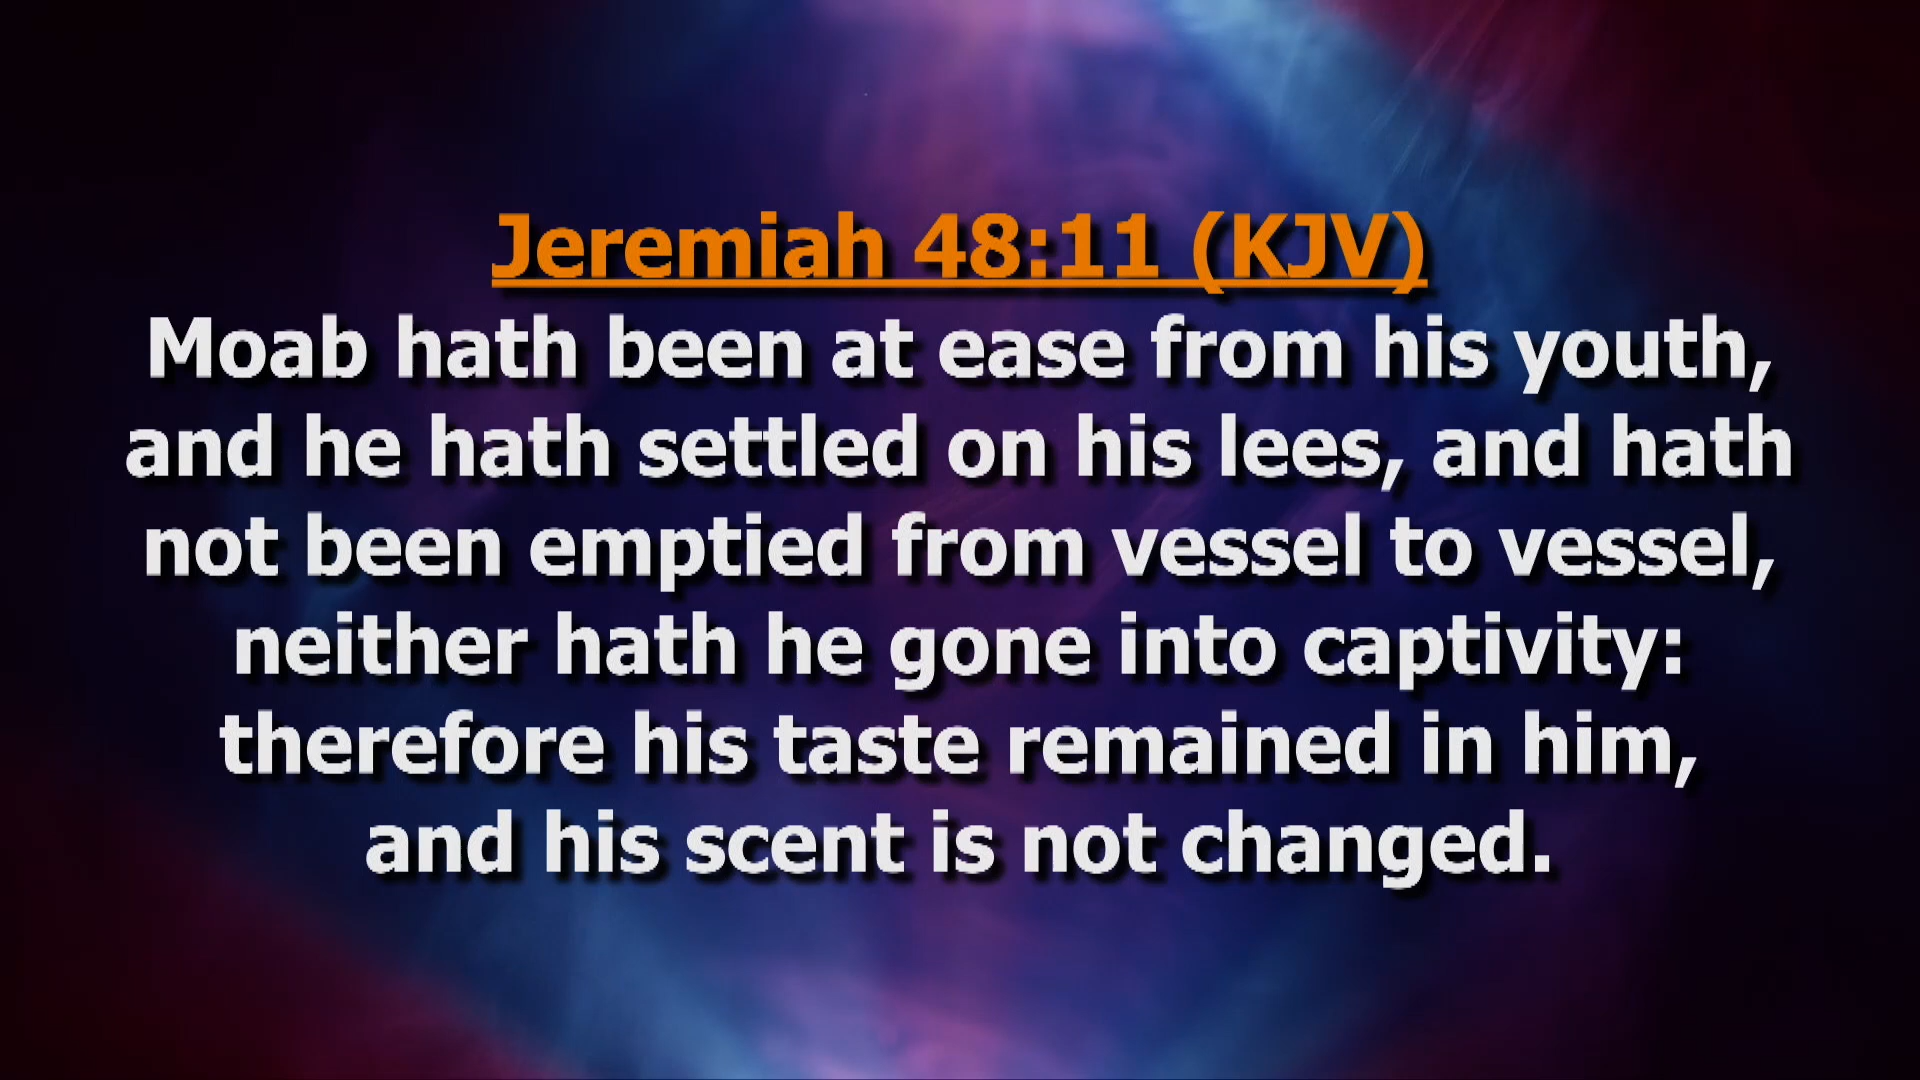 Jeremiah 48:11 (KJV)
Moab hath been at ease from his youth,
and he hath settled on his lees, and hath
not been emptied from vessel to vessel,
neither hath he gone into captivity:
therefore his taste remained in him,
and his scent is not changed.